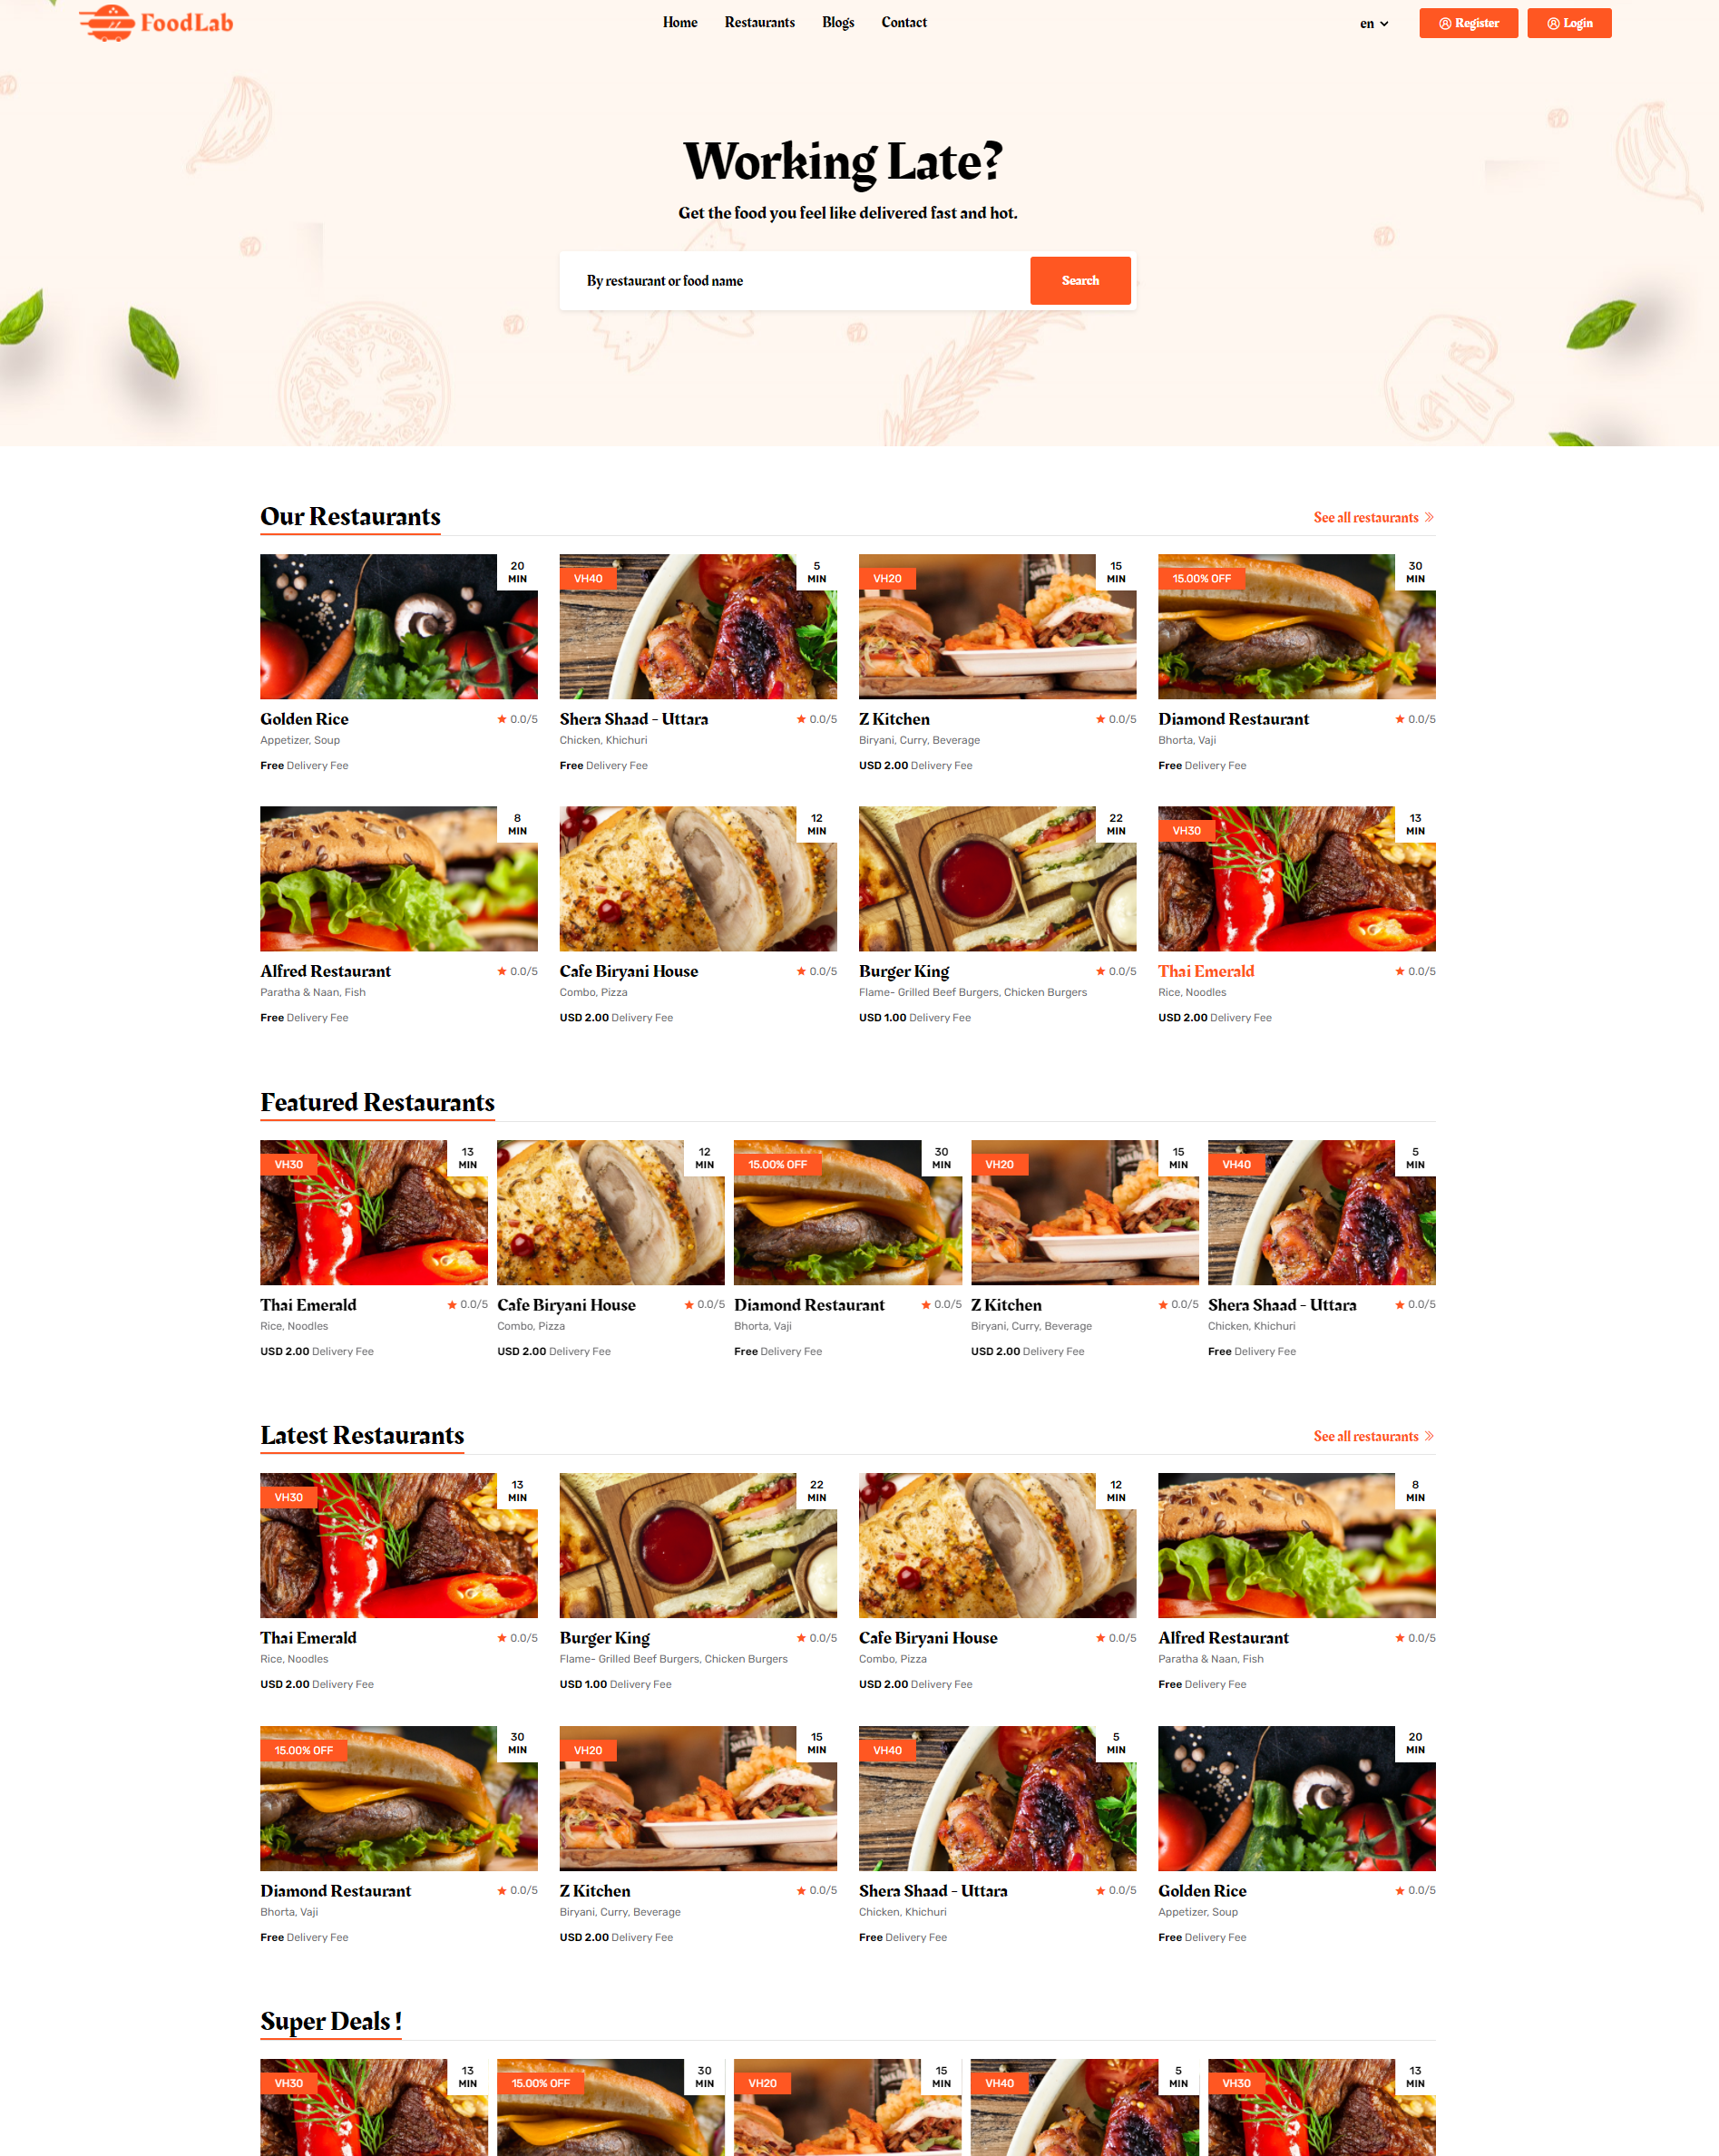 FoodLab
Home Restaurants Blogs Contact
en Register Login
Working Late?
Get the food you feel like delivered fast and hot.
By restaurant or food name Search
Our Restaurants See all restaurants
20 MIN
Golden Rice 0.0/5
Appetizer, Soup
Free Delivery Fee
VH40 5 MIN
Shera Shaad - Uttara 0.0/5
Chicken, Khichuri
Free Delivery Fee
VH20 15 MIN
Z Kitchen 0.0/5
Biryani, Curry, Beverage
USD 2.00 Delivery Fee
15.00% OFF 30 MIN
Diamond Restaurant 0.0/5
Bhorta, Vaji
Free Delivery Fee
8 MIN
Alfred Restaurant 0.0/5
Paratha & Naan, Fish
Free Delivery Fee
12 MIN
Cafe Biryani House 0.0/5
Combo, Pizza
USD 2.00 Delivery Fee
22 MIN
Burger King 0.0/5
Flame- Grilled Beef Burgers, Chicken Burgers
USD 1.00 Delivery Fee
VH30 13 MIN
Thai Emerald 0.0/5
Rice, Noodles
USD 2.00 Delivery Fee
Featured Restaurants
VH30 13 MIN
Thai Emerald 0.0/5
Rice, Noodles
USD 2.00 Delivery Fee
12 MIN
Cafe Biryani House 0.0/5
Combo, Pizza
USD 2.00 Delivery Fee
15.00% OFF 30 MIN
Diamond Restaurant 0.0/5
Bhorta, Vaji
Free Delivery Fee
VH20 15 MIN
Z Kitchen 0.0/5
Biryani, Curry, Beverage
USD 2.00 Delivery Fee
VH40 5 MIN
Shera Shaad - Uttara 0.0/5
Chicken, Khichuri
Free Delivery Fee
Latest Restaurants See all restaurants
VH30 13 MIN
Thai Emerald 0.0/5
Rice, Noodles
USD 2.00 Delivery Fee
22 MIN
Burger King 0.0/5
Flame- Grilled Beef Burgers, Chicken Burgers
USD 1.00 Delivery Fee
12 MIN
Cafe Biryani House 0.0/5
Combo, Pizza
USD 2.00 Delivery Fee
8 MIN
Alfred Restaurant 0.0/5
Paratha & Naan, Fish
Free Delivery Fee
15.00% OFF 30 MIN
Diamond Restaurant 0.0/5
Bhorta, Vaji
Free Delivery Fee
VH20 15 MIN
Z Kitchen 0.0/5
Biryani, Curry, Beverage
USD 2.00 Delivery Fee
VH40 5 MIN
Shera Shaad - Uttara 0.0/5
Chicken, Khichuri
Free Delivery Fee
20 MIN
Golden Rice 0.0/5
Appetizer, Soup
Free Delivery Fee
Super Deals !
VH30 13 MIN
15.00% OFF 30 MIN
VH20 15 MIN
VH40 5 MIN
VH30 13 MIN